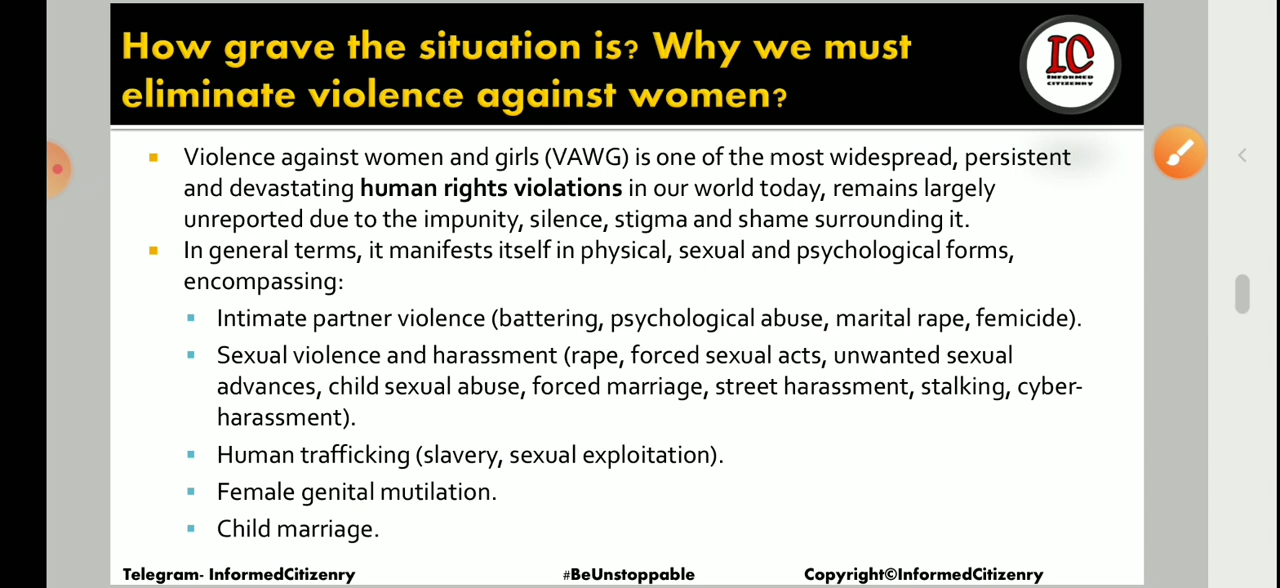 How grave the situation is? Why we must
eliminate violence against women?
IC
INFORMED
CITIZENRY
Violence against women and girls (VAWG) is one of the most widespread, persistent
and devastating human rights violations in our world today, remains largely
unreported due to the impunity, silence, stigma and shame surrounding it.
In general terms, it manifests itself in physical, sexual and psychological forms,
encompassing:
Intimate partner violence (battering, psychological abuse, marital rape, femicide).
Sexual violence and harassment (rape, forced sexual acts, unwanted sexual
advances, child sexual abuse, forced marriage, street harassment, stalking, cyber-
harassment).
Human trafficking (slavery, sexual exploitation).
Female genital mutilation.
Child marriage.
Telegram- InformedCitizenry #BeUnstoppable Copyright©InformedCitizenry